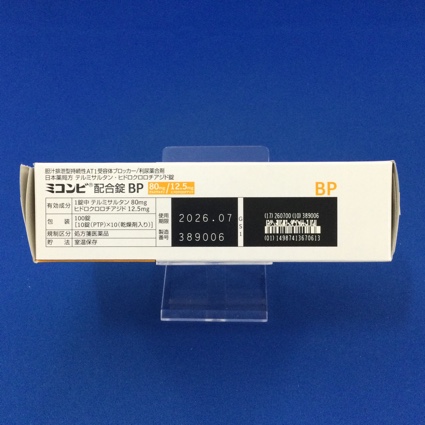 胆汁排泄型持続性AT1受容体ブロッカー/利尿薬合剤
日本薬局方 テルミサルタン・ヒドロクロロチアジド錠
ミコンビ®配合錠 BP 80mg/12.5mg
BP
有効成分 1錠中 テルミサルタン 80mg
ヒドロクロロチアジド 12.5mg
包装 100錠
[10錠(PTP)×10(乾燥剤入り)]
規制区分 処方箋医薬品
貯法 室温保存
使用期限 2026.07
製造番号 389006
GS1
(17)260700(10)389006
(01)14987413670613